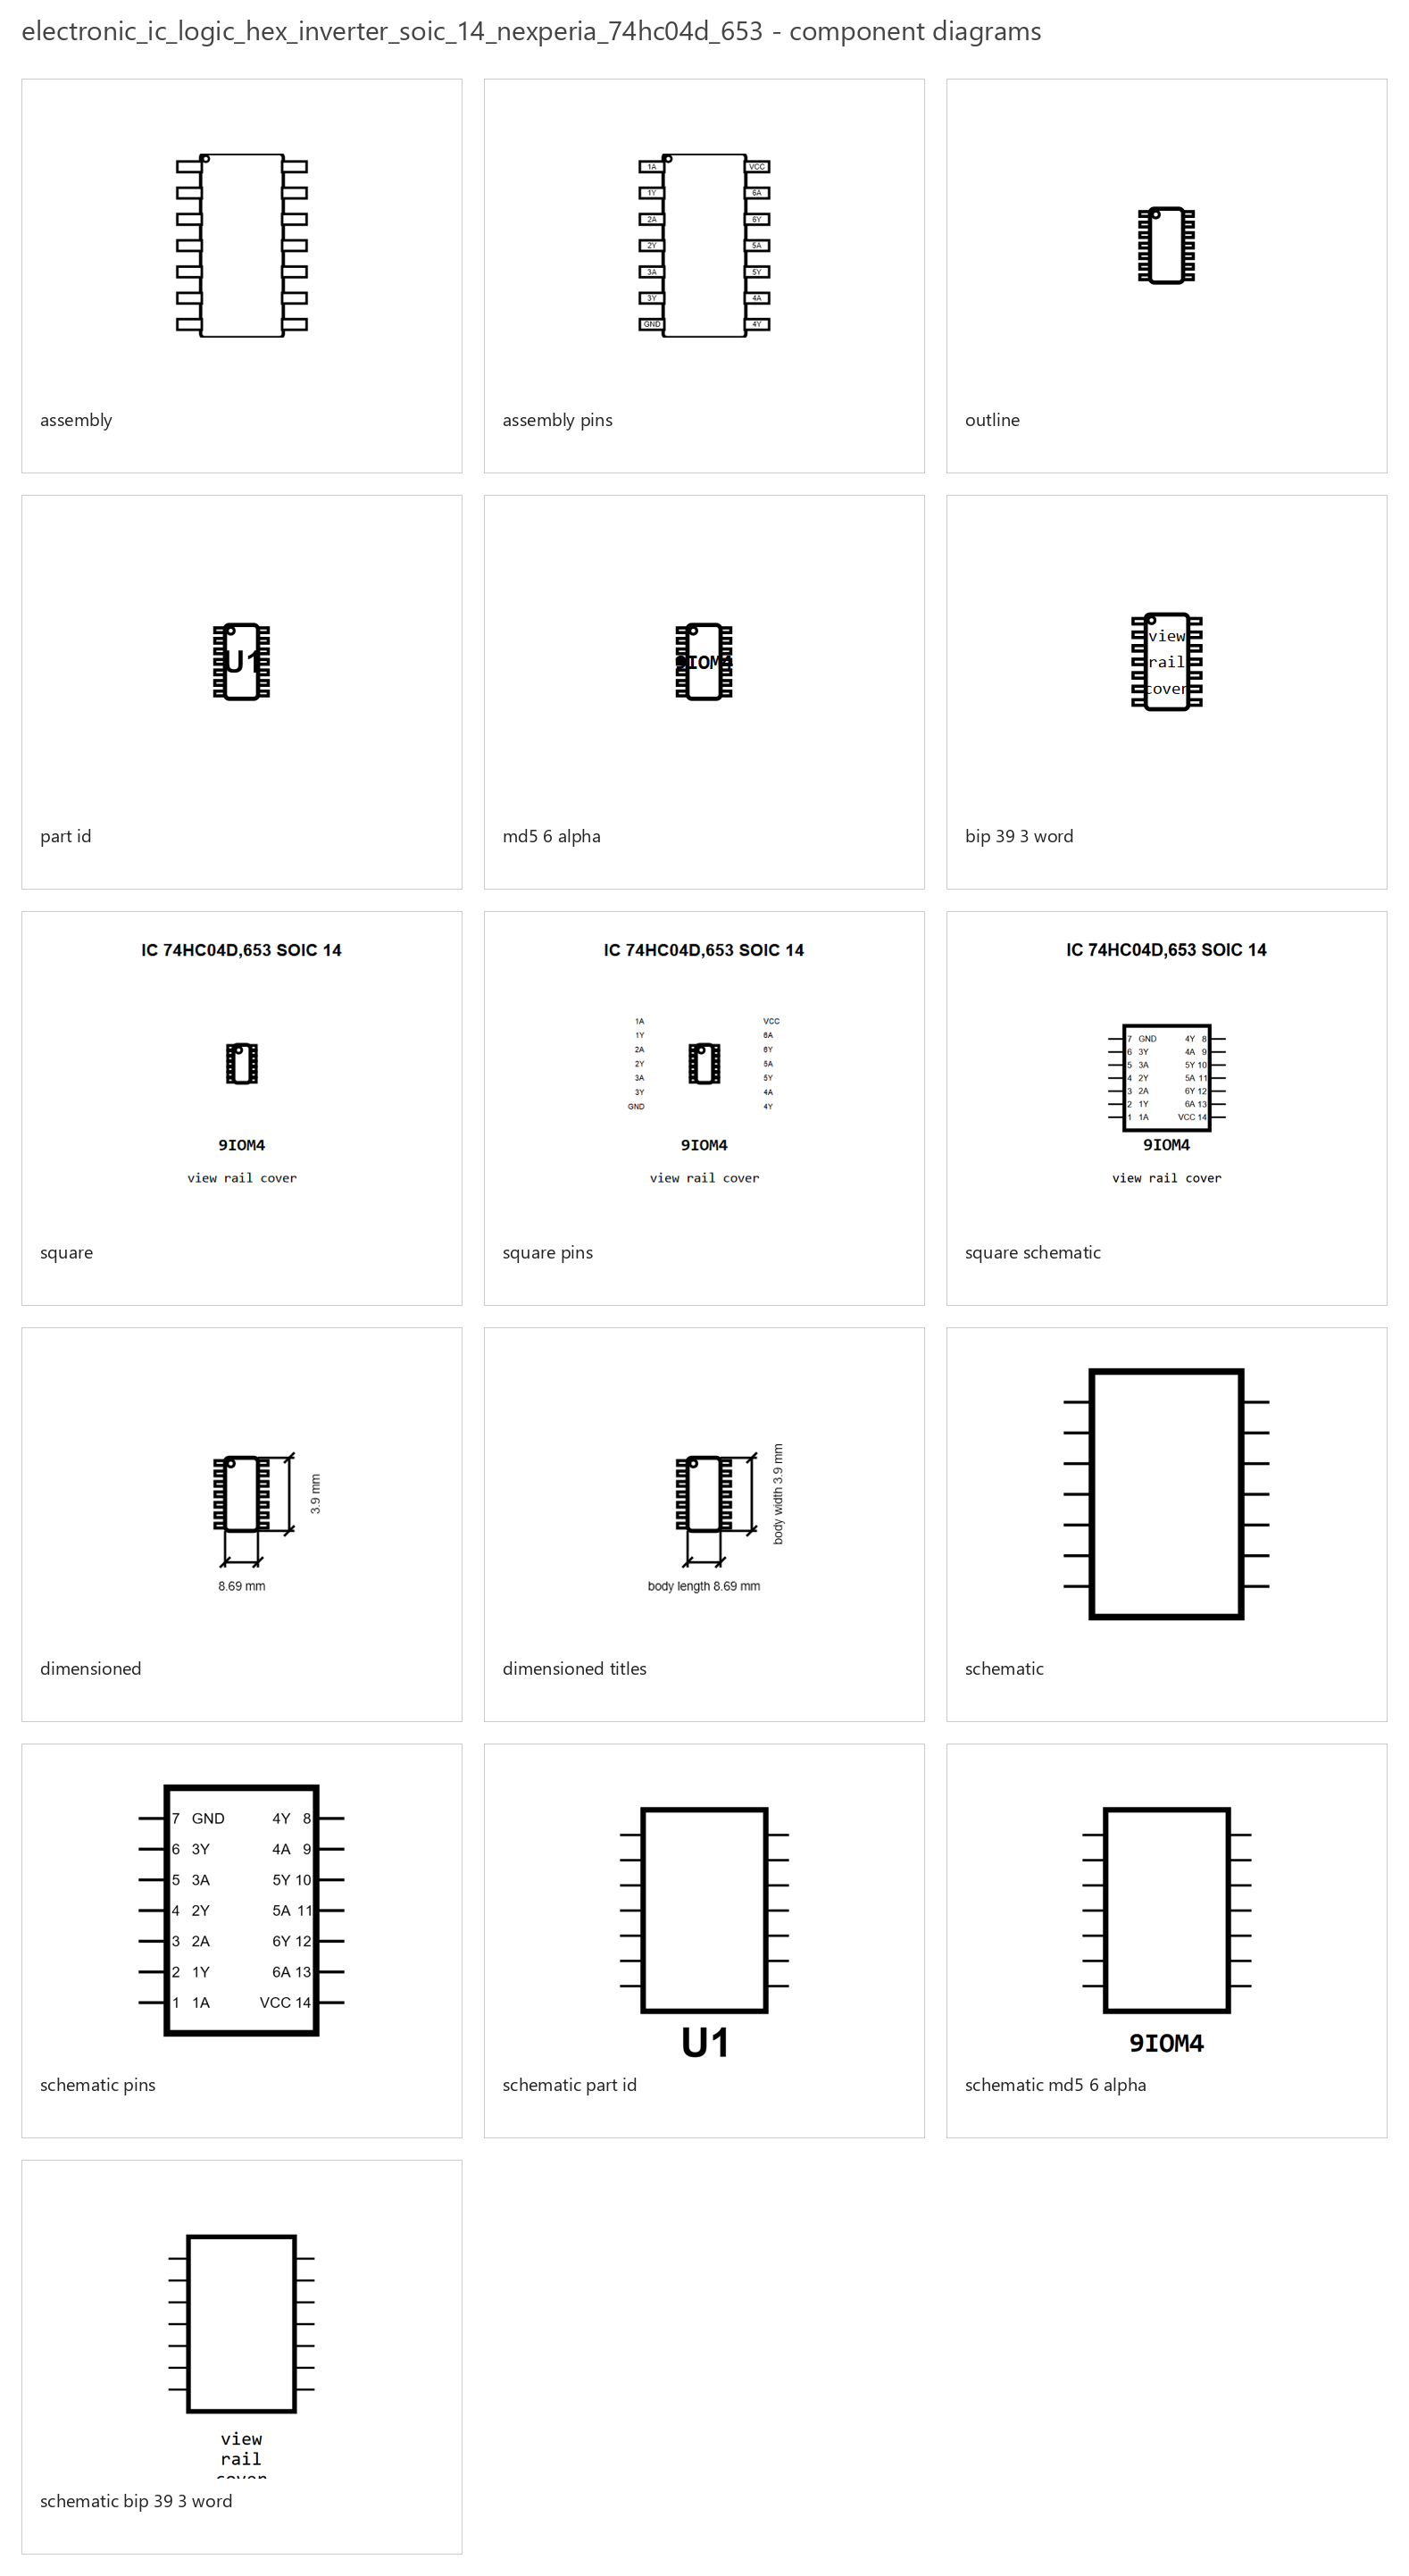 electronic_ic_logic_hex_inverter_soic_14_nexperia_74hc04d_653 - component diagrams
1A VCC
1Y 6A
2A 6Y
2Y 5A
3A 5Y
3Y 4A
GND 4Y
assembly
assembly pins
outline
U1
9IOM4
view
rail
cover
part id
md5 6 alpha
bip 39 3 word
IC 74HC04D,653 SOIC 14
9IOM4
view rail cover
square
IC 74HC04D,653 SOIC 14
1A VCC
1Y 6A
2A 6Y
2Y 5A
3A 5Y
3Y 4A
GND 4Y
9IOM4
view rail cover
square pins
IC 74HC04D,653 SOIC 14
7 GND 4Y 8
6 3Y 4A 9
5 3A 5Y 10
4 2Y 5A 11
3 2A 6Y 12
2 1Y 6A 13
1 1A VCC 14
9IOM4
view rail cover
square schematic
3.9 mm
8.69 mm
dimensioned
body width 3.9 mm
body length 8.69 mm
dimensioned titles
schematic
7 GND 4Y 8
6 3Y 4A 9
5 3A 5Y 10
4 2Y 5A 11
3 2A 6Y 12
2 1Y 6A 13
1 1A VCC 14
schematic pins
U1
schematic part id
9IOM4
schematic md5 6 alpha
view
rail
cover
schematic bip 39 3 word